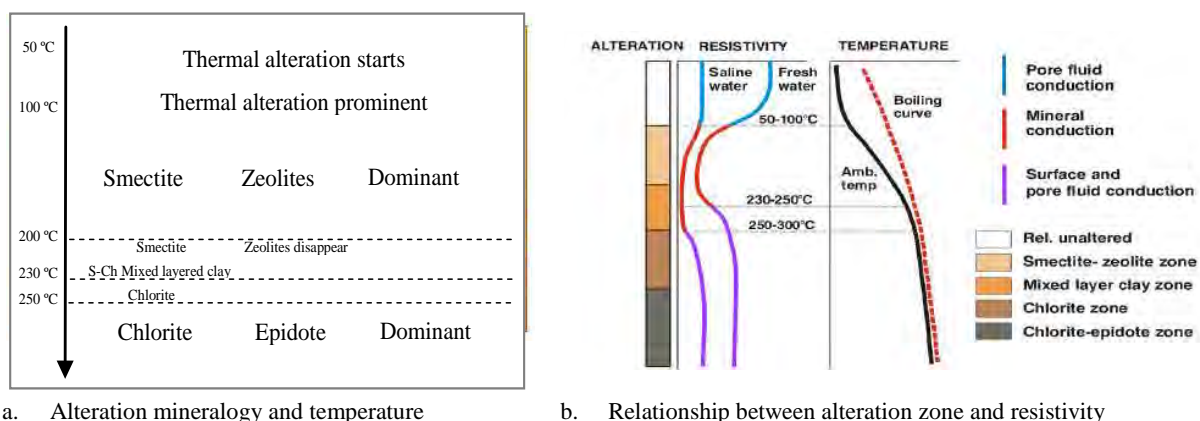 50 ºC
Thermal alteration starts
100 ºC
Thermal alteration prominent
Smectite Zeolites Dominant
200 ºC
Smectite Zeolites disappear
230 ºC
S-Ch Mixed layered clay
250 ºC
Chlorite
Chlorite Epidote Dominant
a. Alteration mineralogy and temperature
ALTERATION RESISTIVITY TEMPERATURE
Saline water
Fresh water
50-100°C
Boiling curve
Amb. temp
230-250°C
250-300°C
Pore fluid
conduction
Mineral
conduction
Surface and
pore fluid conduction
Rel. unaltered
Smectite- zeolite zone
Mixed layer clay zone
Chlorite zone
Chlorite-epidote zone
b. Relationship between alteration zone and resistivity